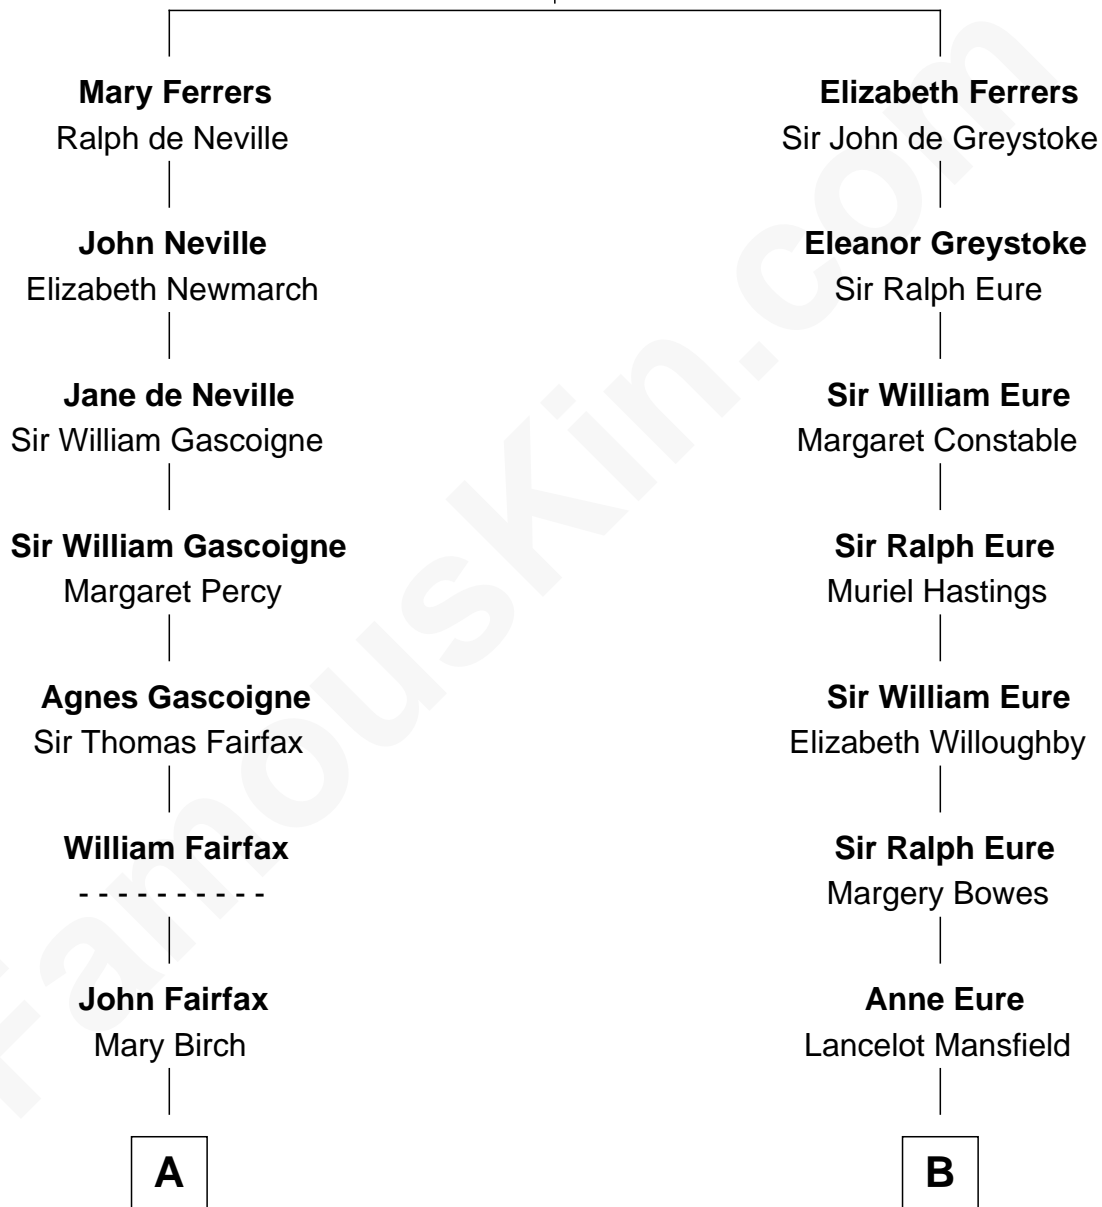 Mary Ferrers
Ralph de Neville
John Neville
Elizabeth Newmarch
Jane de Neville
Sir William Gascoigne
Sir William Gascoigne
Margaret Percy
Agnes Gascoigne
Sir Thomas Fairfax
William Fairfax
- - - - - - - - - -
John Fairfax
Mary Birch
A
Elizabeth Ferrers
Sir John de Greystoke
Eleanor Greystoke
Sir Ralph Eure
Sir William Eure
Margaret Constable
Sir Ralph Eure
Muriel Hastings
Sir William Eure
Elizabeth Willoughby
Sir Ralph Eure
Margery Bowes
Anne Eure
Lancelot Mansfield
B
FamousKin.com